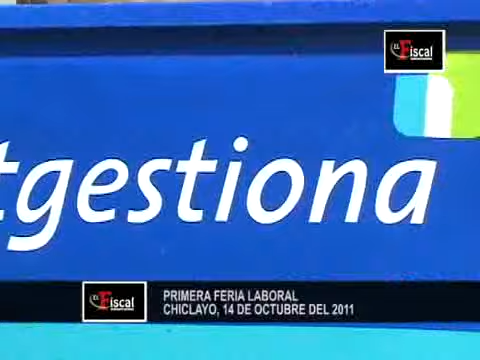 EL Fiscal
tgestiona
EL Fiscal
PRIMERA FERIA LABORAL
CHICLAYO, 14 DE OCTUBRE DEL 2011